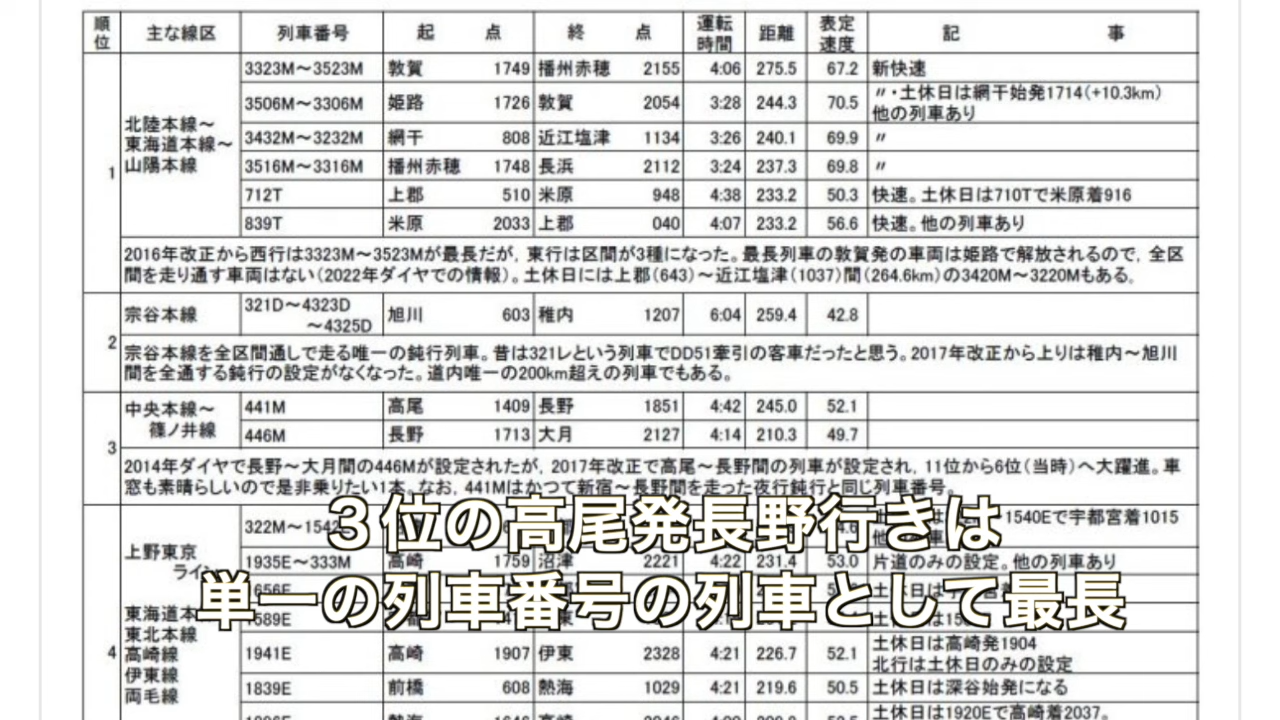 順位 主な線区 列車番号 起点 終点 運転時間 距離 表定速度 記事
1 北陸本線～東海道本線～山陽本線
3323M～3523M 敦賀 1749 播州赤穂 2155 4:06 275.5 67.2 新快速
3506M～3306M 姫路 1726 敦賀 2054 3:28 244.3 70.5 〃・土休日は網干始発1714(+10.3km)
他の列車あり
3432M～3232M 網干 808 近江塩津 1134 3:26 240.1 69.9 〃
3516M～3316M 播州赤穂 1748 長浜 2112 3:24 237.3 69.8 〃
712T 上郡 510 米原 948 4:38 233.2 50.3 快速。土休日は710Tで米原着916
839T 米原 2033 上郡 040 4:07 233.2 56.6 快速。他の列車あり
2016年改正から西行は3323M～3523Mが最長だが，東行は区間が3種になった。最長列車の敦賀発の車両は姫路で解放されるので，全区
間を走り通す車両はない(2022年ダイヤでの情報)。土休日には上郡(643)～近江塩津(1037)間(264.6km)の3420M～3220Mもある。
2 宗谷本線 321D～4323D
～4325D 旭川 603 稚内 1207 6:04 259.4 42.8
宗谷本線を全区間通しで走る唯一の鈍行列車。昔は321レという列車でDD51牽引の客車だったと思う。2017年改正から上りは稚内～旭川
間を全通する鈍行の設定がなくなった。道内唯一の200km超えの列車でもある。
3 中央本線～篠ノ井線
441M 高尾 1409 長野 1851 4:42 245.0 52.1
446M 長野 1713 大月 2127 4:14 210.3 49.7
2014年ダイヤで長野～大月間の446Mが設定されたが，2017年改正で高尾～長野間の列車が設定され，11位から6位(当時)へ大躍進。車
窓も素晴らしいので是非乗りたい1本。なお，441Mはかつて新宿～長野間を走った夜行鈍行と同じ列車番号。
３位の高尾発長野行きは
単一の列車番号の列車として最長
4 上野東京ライン
東海道本
東北本線
高崎線
伊東線
両毛線
322M～1542 1540Eで宇都宮着1015
1935E～333M 高崎 1759 沼津 2221 4:22 231.4 53.0 片道のみの設定。他の列車あり
1941E 高崎 1907 伊東 2328 4:21 226.7 52.1 土休日は高崎発1904
北行は土休日のみの設定
1839E 前橋 608 熱海 1029 4:21 219.6 50.5 土休日は深谷始発になる
土休日は1920Eで高崎着2037。